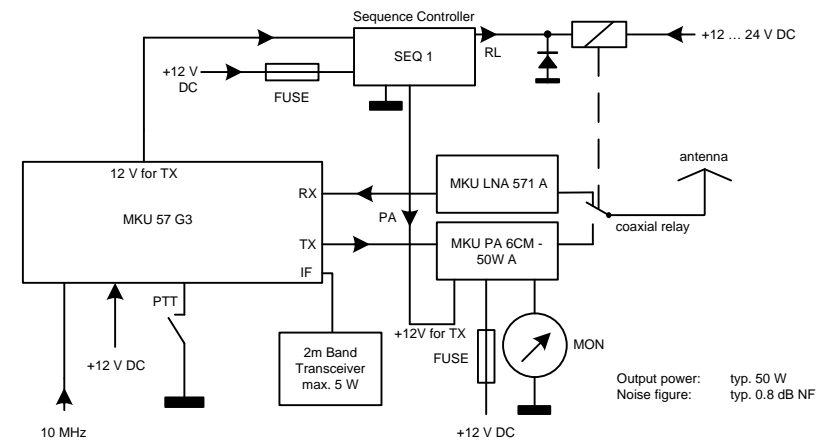 Sequence Controller
SEQ 1
RL
+12 ... 24 V DC
+12 V
DC
FUSE
12 V for TX
MKU 57 G3
RX
TX
IF
PA
MKU LNA 571 A
MKU PA 6CM -
50W A
antenna
coaxial relay
PTT
+12 V DC
10 MHz
2m Band
Transceiver
max. 5 W
+12V for TX
FUSE
MON
+12 V DC
Output power: typ. 50 W
Noise figure: typ. 0.8 dB NF